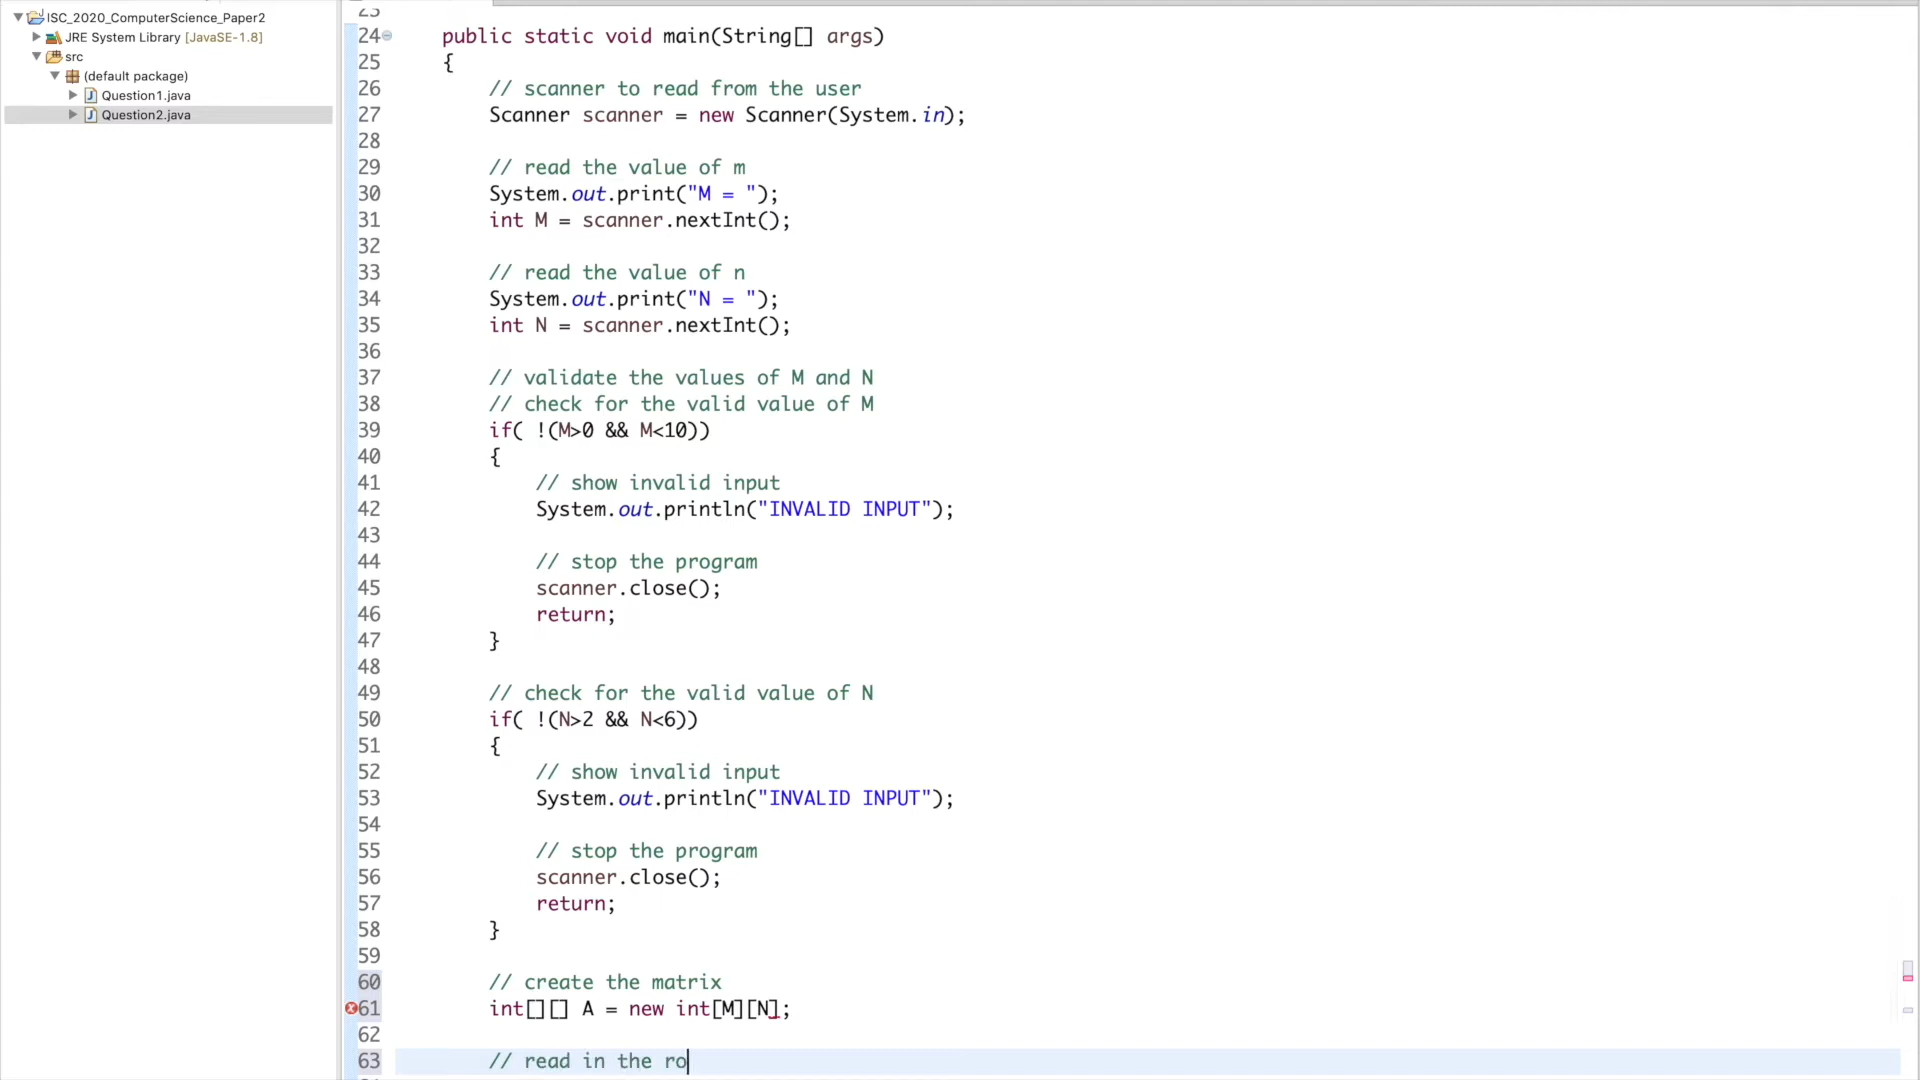 ISC_2020_ComputerScience_Paper2
JRE System Library [JavaSE-1.8]
src
(default package)
Question1.java
Question2.java
23
24 public static void main(String[] args)
25 {
26 // scanner to read from the user
27 Scanner scanner = new Scanner(System.in);
28
29 // read the value of m
30 System.out.print("M = ");
31 int M = scanner.nextInt();
32
33 // read the value of n
34 System.out.print("N = ");
35 int N = scanner.nextInt();
36
37 // validate the values of M and N
38 // check for the valid value of M
39 if( !(M>0 && M<10))
40 {
41 // show invalid input
42 System.out.println("INVALID INPUT");
43
44 // stop the program
45 scanner.close();
46 return;
47 }
48
49 // check for the valid value of N
50 if( !(N>2 && N<6))
51 {
52 // show invalid input
53 System.out.println("INVALID INPUT");
54
55 // stop the program
56 scanner.close();
57 return;
58 }
59
60 // create the matrix
61 int[][] A = new int[M][N];
62
63 // read in the ro